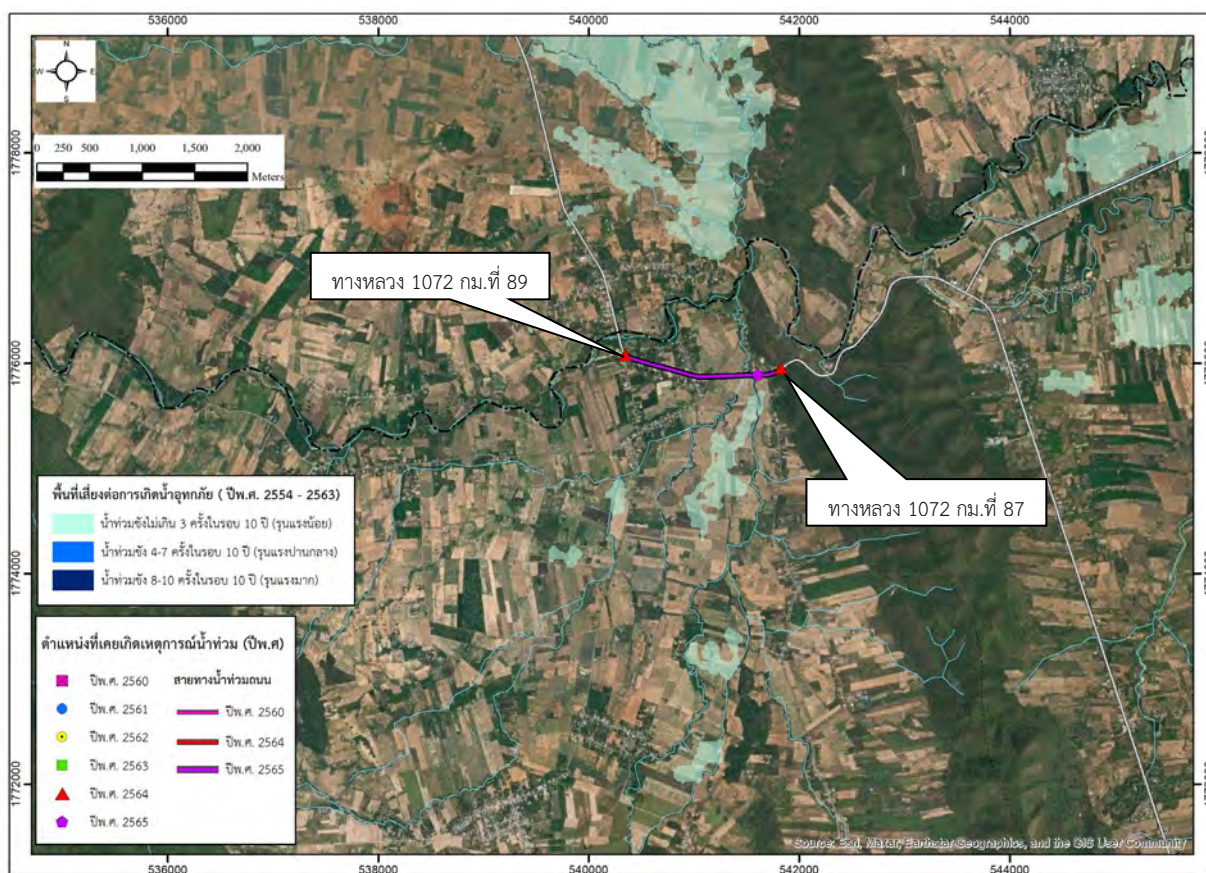 536000 538000 540000 542000 544000
N
W E
S
0 250 500 1,000 1,500 2,000
Meters
1778000
1776000
1774000
1772000
ทางหลวง 1072 กม.ที่ 89
ทางหลวง 1072 กม.ที่ 87
พื้นที่เสี่ยงต่อการเกิดน้ำอุทกภัย ( ปีพ.ศ. 2554 - 2563)
น้ำท่วมขังไม่เกิน 3 ครั้งในรอบ 10 ปี (รุนแรงน้อย)
น้ำท่วมขัง 4-7 ครั้งในรอบ 10 ปี (รุนแรงปานกลาง)
น้ำท่วมขัง 8-10 ครั้งในรอบ 10 ปี (รุนแรงมาก)
ตำแหน่งที่เคยเกิดเหตุการณ์น้ำท่วม (ปีพ.ศ)
ปีพ.ศ. 2560
ปีพ.ศ. 2561
ปีพ.ศ. 2562
ปีพ.ศ. 2563
ปีพ.ศ. 2564
ปีพ.ศ. 2565
สายทางน้ำท่วมถนน
ปีพ.ศ. 2560
ปีพ.ศ. 2564
ปีพ.ศ. 2565
Source: Esri, Maxar, Earthstar Geographics, and the GIS User Community
536000 538000 540000 542000 544000